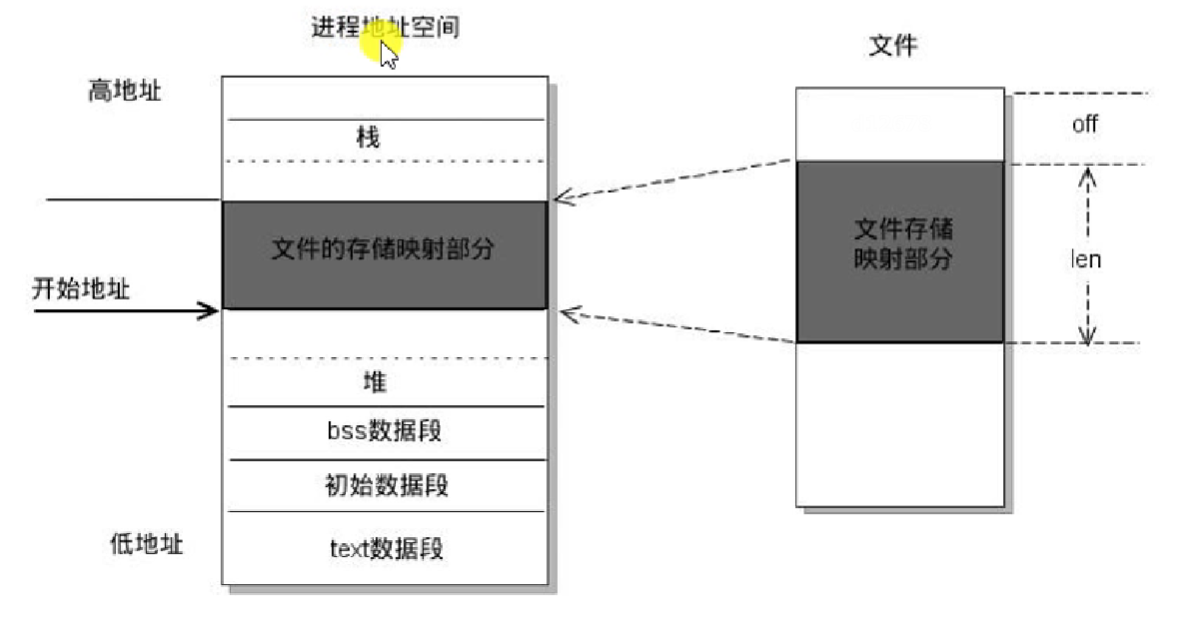 进程地址空间
文件
高地址
off
栈
文件存储
映射部分
文件的存储映射部分
len
开始地址
堆
bss数据段
初始数据段
低地址
text数据段